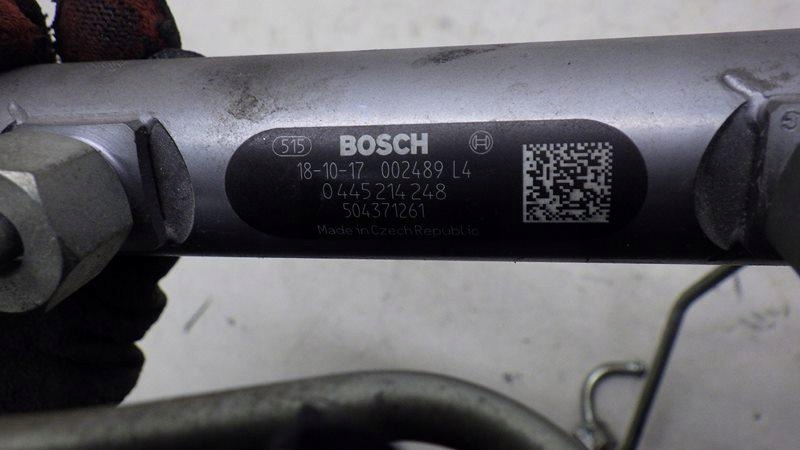 515 BOSCH
18-10-17 002489 L4
0 445 214 248
504371261
Made in Czech Republic